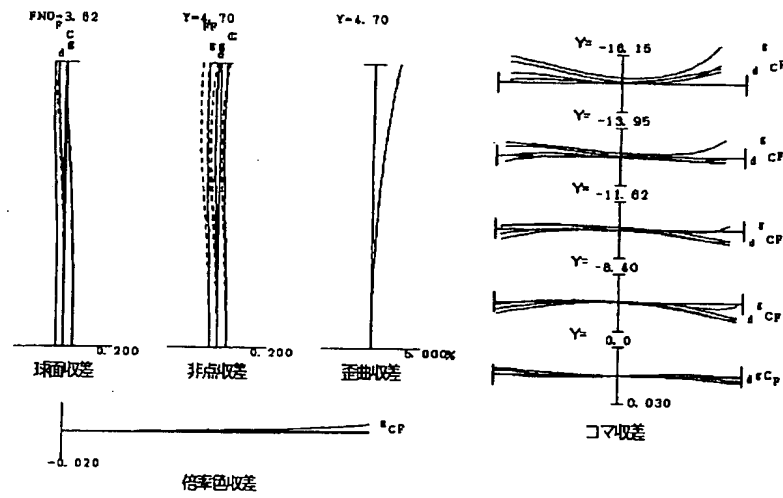 FNO=3.62
F
C
g
d
Y=4.70
F
F
g
g
C
C
d
Y=4.70
0.200
球面収差
0.200
非点収差
5.000%
歪曲収差
-0.020
g C F
倍率色収差
Y= -16.15
g
d C F
Y= -13.95
g
d C F
Y= -11.62
g
d C F
Y= -8.40
g
d C F
Y= 0.0
d g C F
0.030
コマ収差